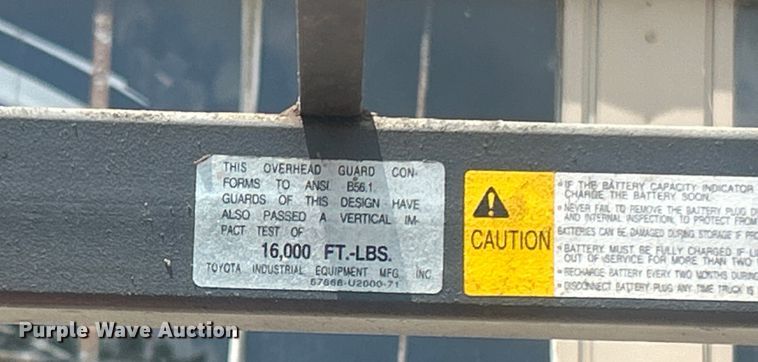 THIS OVERHEAD GUARD CON-
FORMS TO ANSI B56.1.
GUARDS OF THIS DESIGN HAVE
ALSO PASSED A VERTICAL IM-
PACT TEST OF
16,000 FT.-LBS.
TOYOTA INDUSTRIAL EQUIPMENT MFG. INC.
57668-U2000-71
CAUTION
• IF THE BATTERY CAPACITY INDICATOR
CHARGE THE BATTERY SOON.
• NEVER FAIL TO REMOVE THE BATTERY PLUG
AND INTERNAL INSPECTION TO PROTECT FROM
BATTERIES CAN BE DAMAGED DURING STORAGE IF
• BATTERY MUST BE FULLY CHARGED IF
OUT OF SERVICE FOR MORE THAN TWO
• RECHARGE BATTERY EVERY TWO MONTHS DURING
• DISCONNECT BATTERY PLUG ANY TIME TRUCK IS
Purple Wave Auction